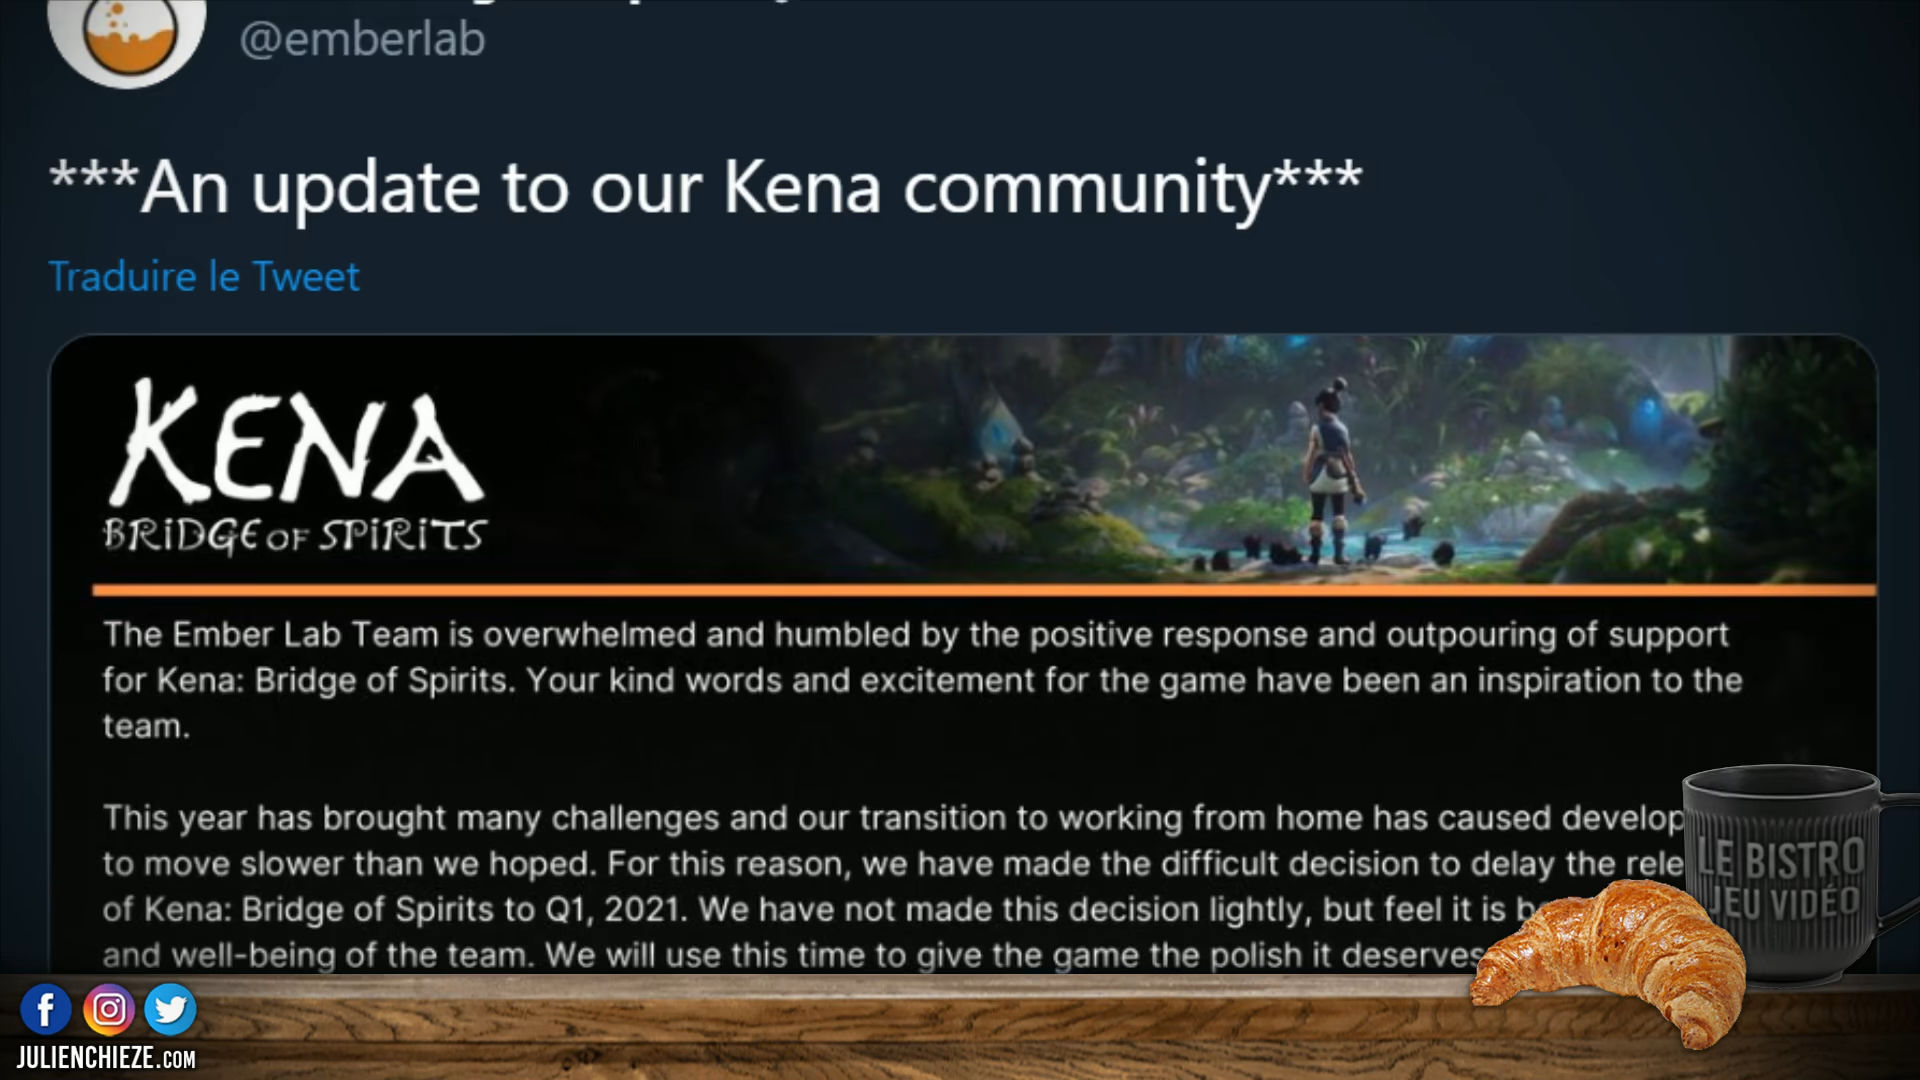 @emberlab
***An update to our Kena community***
Traduire le Tweet
KENA
BRIDGE OF SPIRITS
The Ember Lab Team is overwhelmed and humbled by the positive response and outpouring of support
for Kena: Bridge of Spirits. Your kind words and excitement for the game have been an inspiration to the
team.
This year has brought many challenges and our transition to working from home has caused develop
to move slower than we hoped. For this reason, we have made the difficult decision to delay the rele
of Kena: Bridge of Spirits to Q1, 2021. We have not made this decision lightly, but feel it is
and well-being of the team. We will use this time to give the game the polish it deserves
LE BISTRO
JEU VIDÉO
JULIENCHIEZE.COM